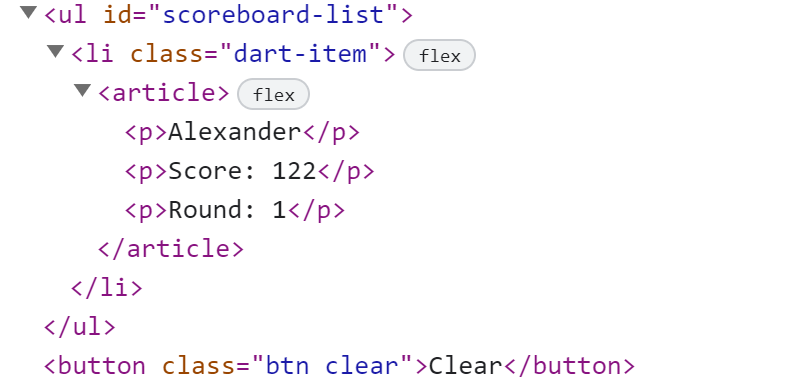 <ul id="scoreboard-list">
<li class="dart-item"> flex
<article> flex
<p>Alexander</p>
<p>Score: 122</p>
<p>Round: 1</p>
</article>
</li>
</ul>
<button class="btn clear">Clear</button>